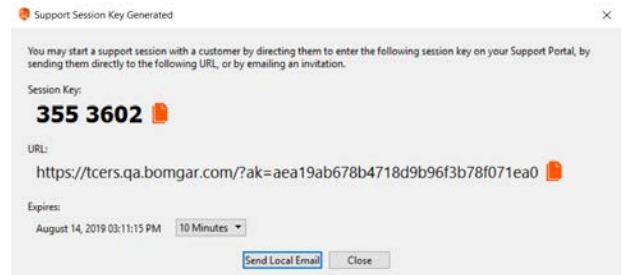 Support Session Key Generated
You may start a support session with a customer by directing them to enter the following session key on your Support Portal, by
sending them directly to the following URL, or by emailing an invitation.
Session Key:
355 3602
URL:
https://tcers.qa.bomgar.com/?ak=aea19ab678b4718d9b96f3b78f071ea0
Expires:
August 14, 2019 03:11:15 PM 10 Minutes
Send Local Email Close